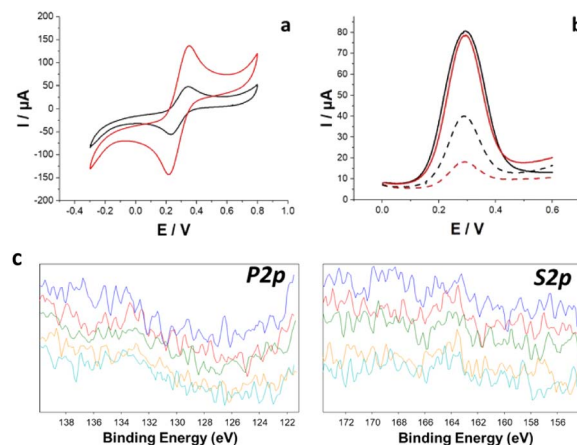 a
I / µA
200
150
100
50
0
-50
-100
-150
-200
-0.4 -0.2 0.0 0.2 0.4 0.6 0.8 1.0
E / V
b
I / µA
80
70
60
50
40
30
20
10
0
0.0 0.2 0.4 0.6
E / V
c
P2p
138 136 134 132 130 128 126 124 122
Binding Energy (eV)
S2p
172 170 168 166 164 162 160 158 156
Binding Energy (eV)